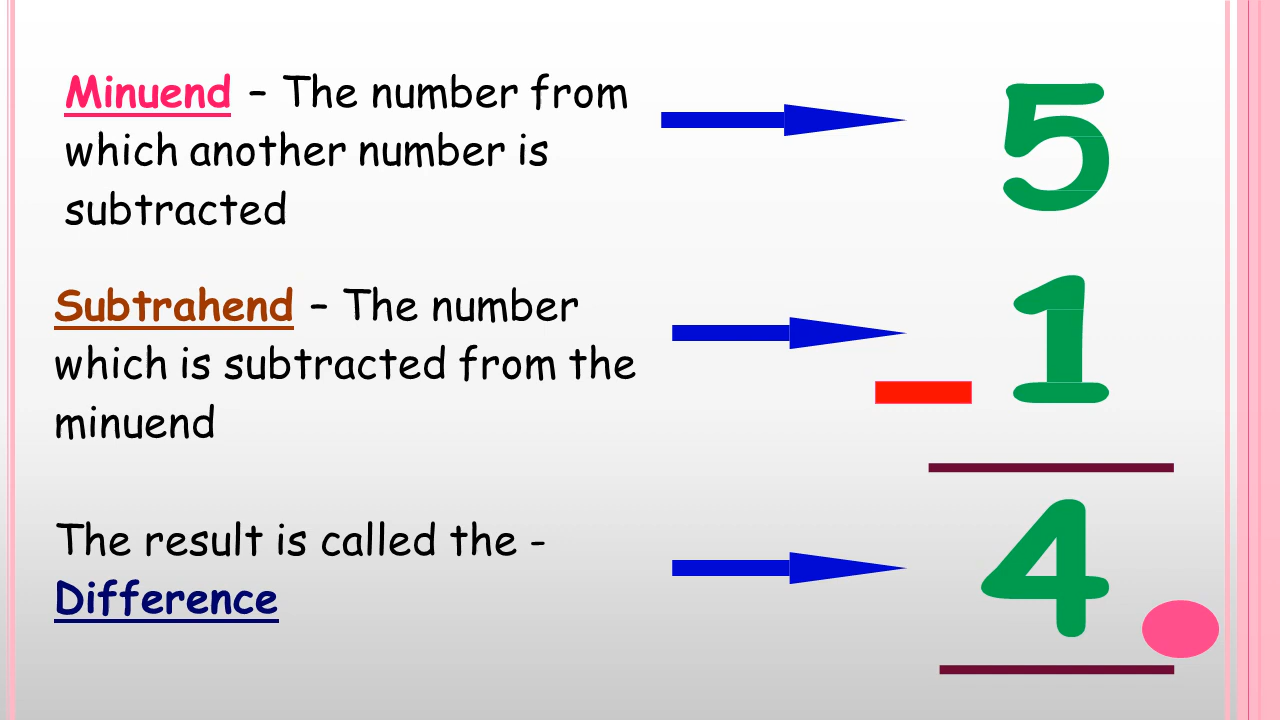 Minuend – The number from
which another number is
subtracted
5
Subtrahend – The number
which is subtracted from the
minuend
– 1
The result is called the -
Difference
4